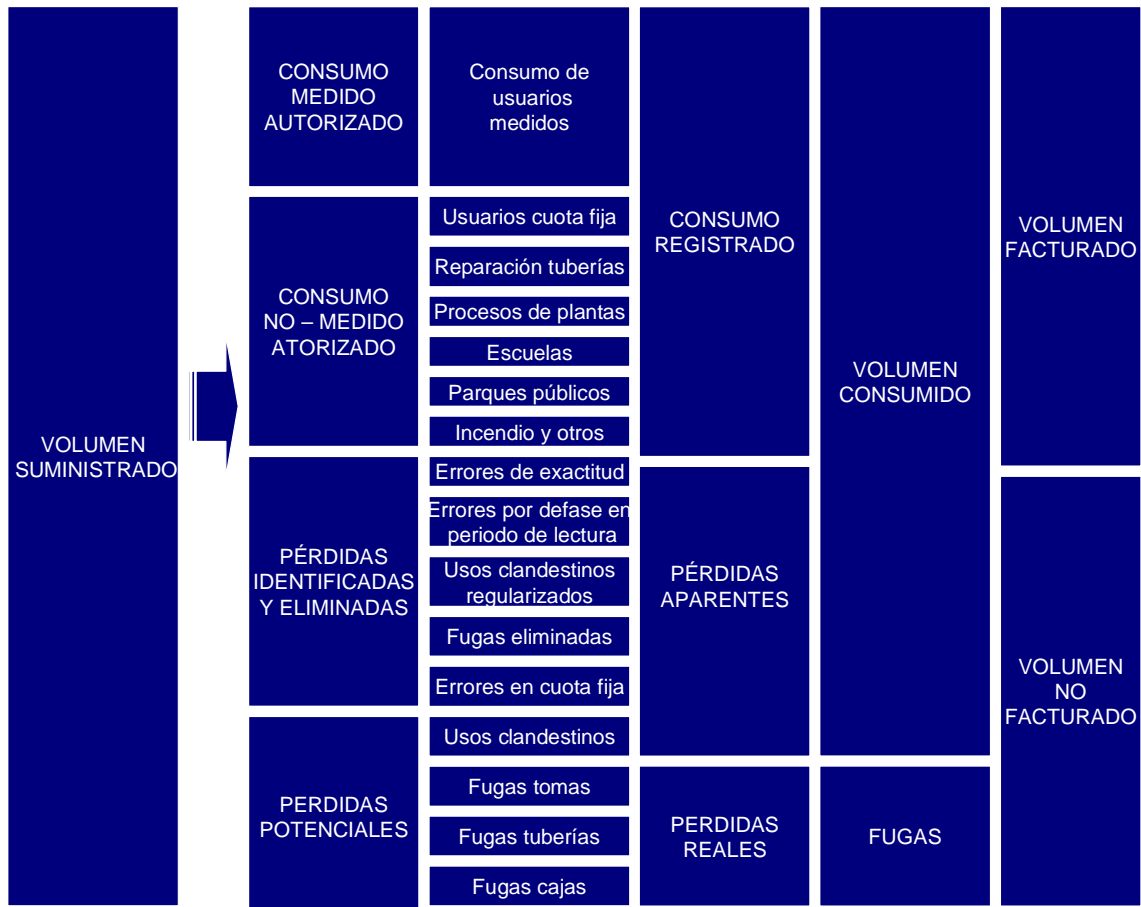 VOLUMEN
SUMINISTRADO
CONSUMO
MEDIDO
AUTORIZADO
CONSUMO
NO – MEDIDO
ATORIZADO
PÉRDIDAS
IDENTIFICADAS
Y ELIMINADAS
PERDIDAS
POTENCIALES
Consumo de
usuarios
medidos
Usuarios cuota fija
Reparación tuberías
Procesos de plantas
Escuelas
Parques públicos
Incendio y otros
Errores de exactitud
Errores por defase en
periodo de lectura
Usos clandestinos
regularizados
Fugas eliminadas
Errores en cuota fija
Usos clandestinos
Fugas tomas
Fugas tuberías
Fugas cajas
CONSUMO
REGISTRADO
PÉRDIDAS
APARENTES
PERDIDAS
REALES
VOLUMEN
CONSUMIDO
FUGAS
VOLUMEN
FACTURADO
VOLUMEN
NO
FACTURADO